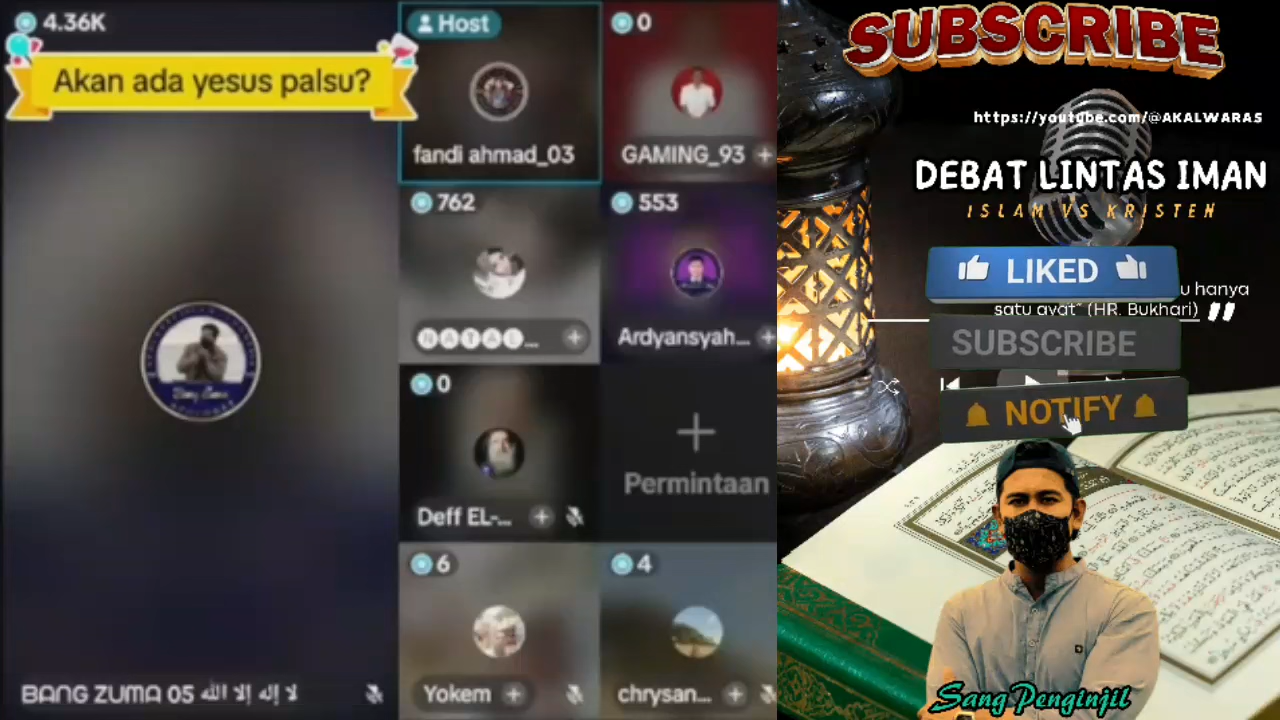 4.36K
Akan ada yesus palsu?
Host
fandi ahmad_03
0
GAMING_93
762
NATAL...
553
Ardyansyah...
0
Deff EL-...
Permintaan
6
Yokem
4
chrysan...
BANG ZUMA 05 لا إله إلا الله
SUBSCRIBE
https://youtube.com/@AKALWARAS
DEBAT LINTAS IMAN
ISLAM VS KRISTEN
LIKED
u hanya
satu ayat" (HR. Bukhari)
SUBSCRIBE
NOTIFY
Sang Penginjil